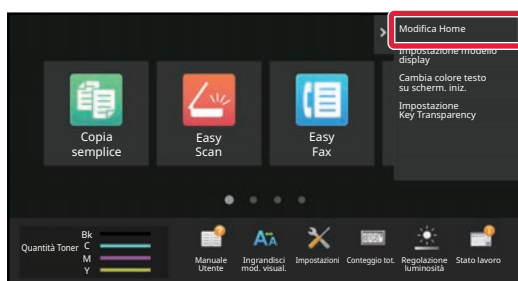 Modifica Home
Impostazione modello
display
Cambia colore testo
su scherm. iniz.
Impostazione
Key Transparency
Copia
semplice
Easy
Scan
Easy
Fax
Quantità Toner
Bk
C
M
Y
Manuale
Utente
Ingrandisci
mod. visual.
Impostazioni
Conteggio tot.
Regolazione
luminosità
Stato lavoro